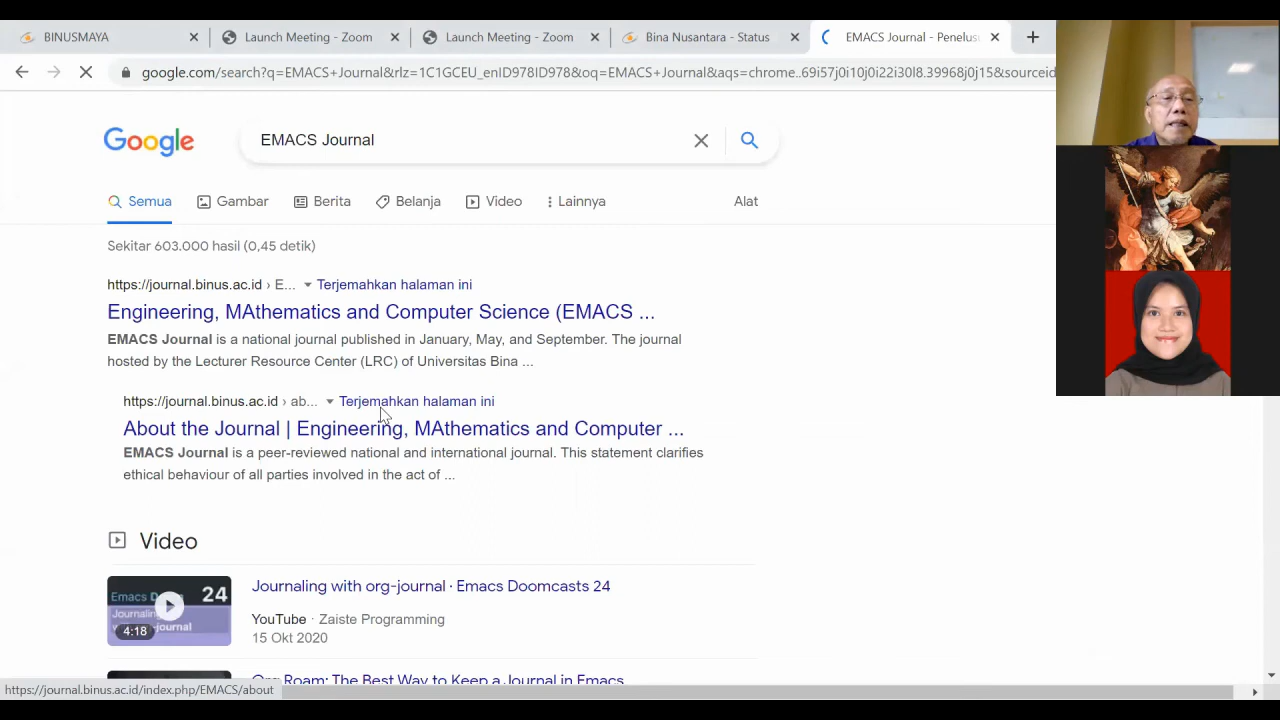 BINUSMAYA
Launch Meeting - Zoom
Launch Meeting - Zoom
Bina Nusantara - Status
EMACS Journal - Penelus
google.com/search?q=EMACS+Journal&rlz=1C1GCEU_enID978ID978&oq=EMACS+Journal&aqs=chrome..69i57j0i10j0i22i30l8.39968j0j15&sourceid
Google
EMACS Journal
Semua
Gambar
Berita
Belanja
Video
Lainnya
Alat
Sekitar 603.000 hasil (0,45 detik)
https://journal.binus.ac.id › E... Terjemahkan halaman ini
Engineering, MAthematics and Computer Science (EMACS ...
EMACS Journal is a national journal published in January, May, and September. The journal
hosted by the Lecturer Resource Center (LRC) of Universitas Bina ...
https://journal.binus.ac.id › ab... Terjemahkan halaman ini
About the Journal | Engineering, MAthematics and Computer ...
EMACS Journal is a peer-reviewed national and international journal. This statement clarifies
ethical behaviour of all parties involved in the act of ...
Video
Emacs
24
Journaling
journal
4:18
Journaling with org-journal · Emacs Doomcasts 24
YouTube · Zaiste Programming
15 Okt 2020
Org Roam: The Best Way to Keep a Journal in Emacs
https://journal.binus.ac.id/index.php/EMACS/about